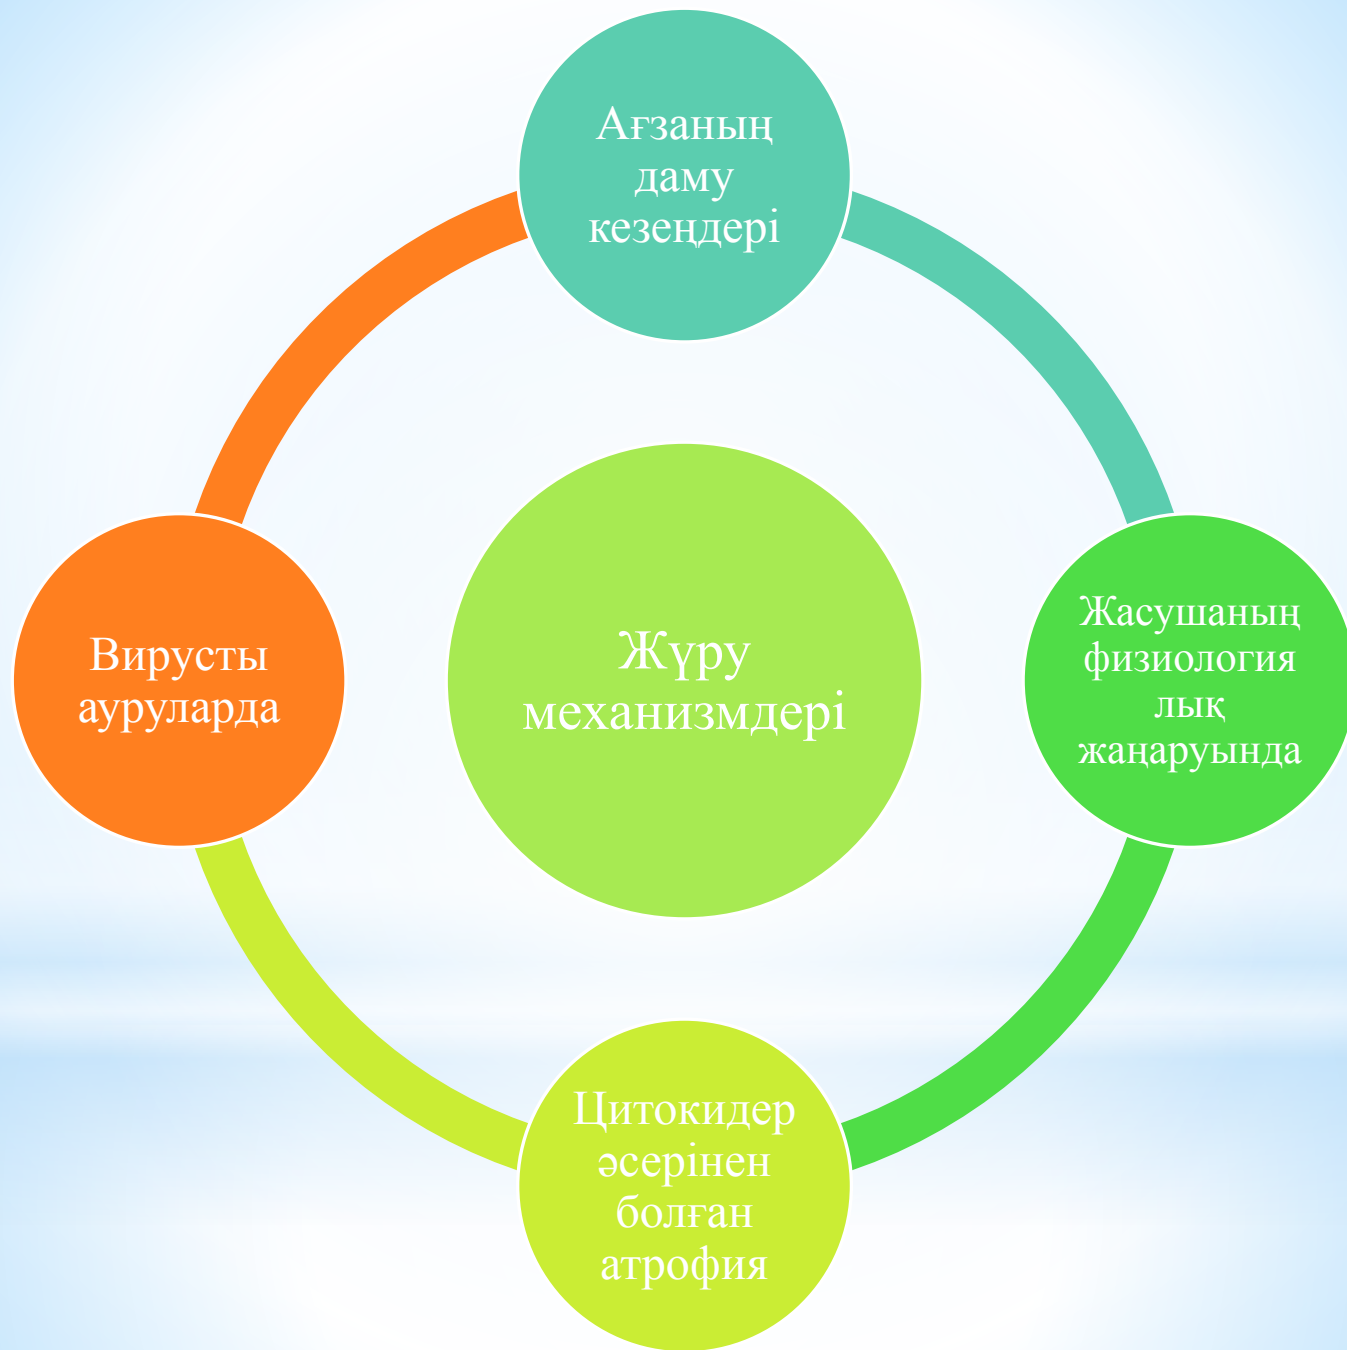 Ағзаның
даму
кезеңдері
Жасушаның
физиология
лық
жаңаруында
Цитокидер
әсерінен
болған
атрофия
Вирусты
ауруларда
Жүру
механизмдері